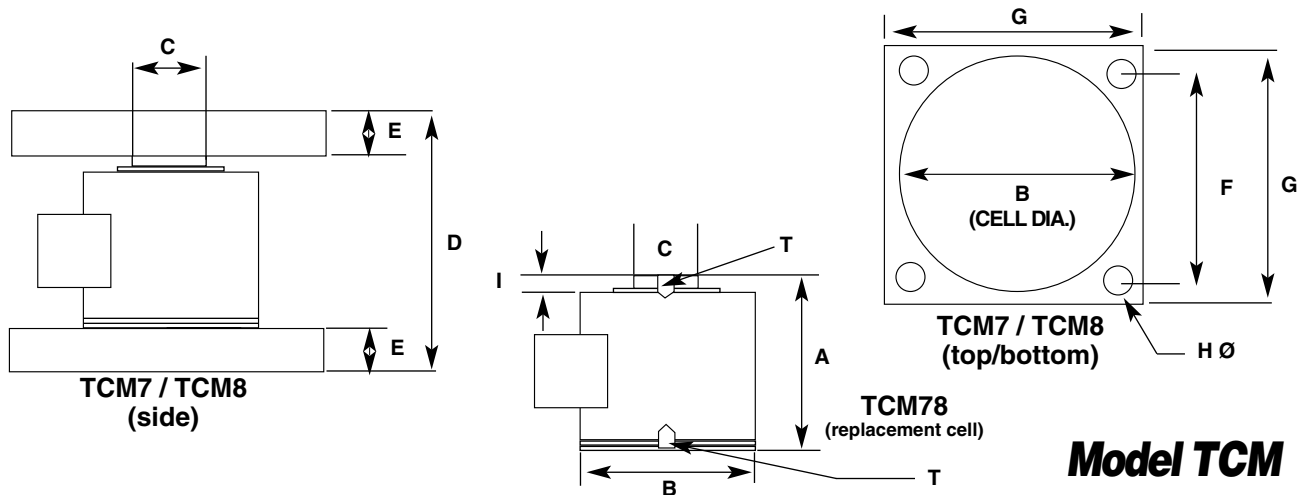 C
E
D
E
TCM7 / TCM8
(side)
C
T
I
A
TCM78
(replacement cell)
T
B
G
B
(CELL DIA.)
F
G
TCM7 / TCM8
(top/bottom)
H Ø
Model TCM